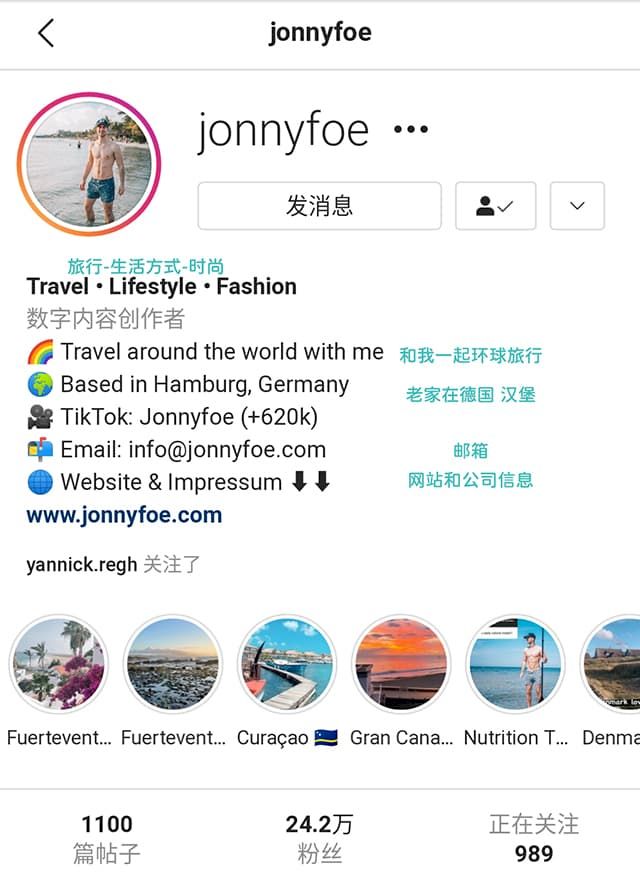 jonnyfoe
jonnyfoe
发消息
旅行-生活方式-时尚
Travel • Lifestyle • Fashion
数字内容创作者
🌈 Travel around the world with me 和我一起环球旅行
🌍 Based in Hamburg, Germany 老家在德国 汉堡
🎥 TikTok: Jonnyfoe (+620k)
📬 Email: info@jonnyfoe.com 邮箱
🌐 Website & Impressum ⬇⬇ 网站和公司信息
www.jonnyfoe.com
yannick.regh 关注了
Fuertevent... Fuertevent... Curaçao 🇨🇼 Gran Cana... Nutrition T... Denma
1100 24.2万 正在关注
篇帖子 粉丝 989